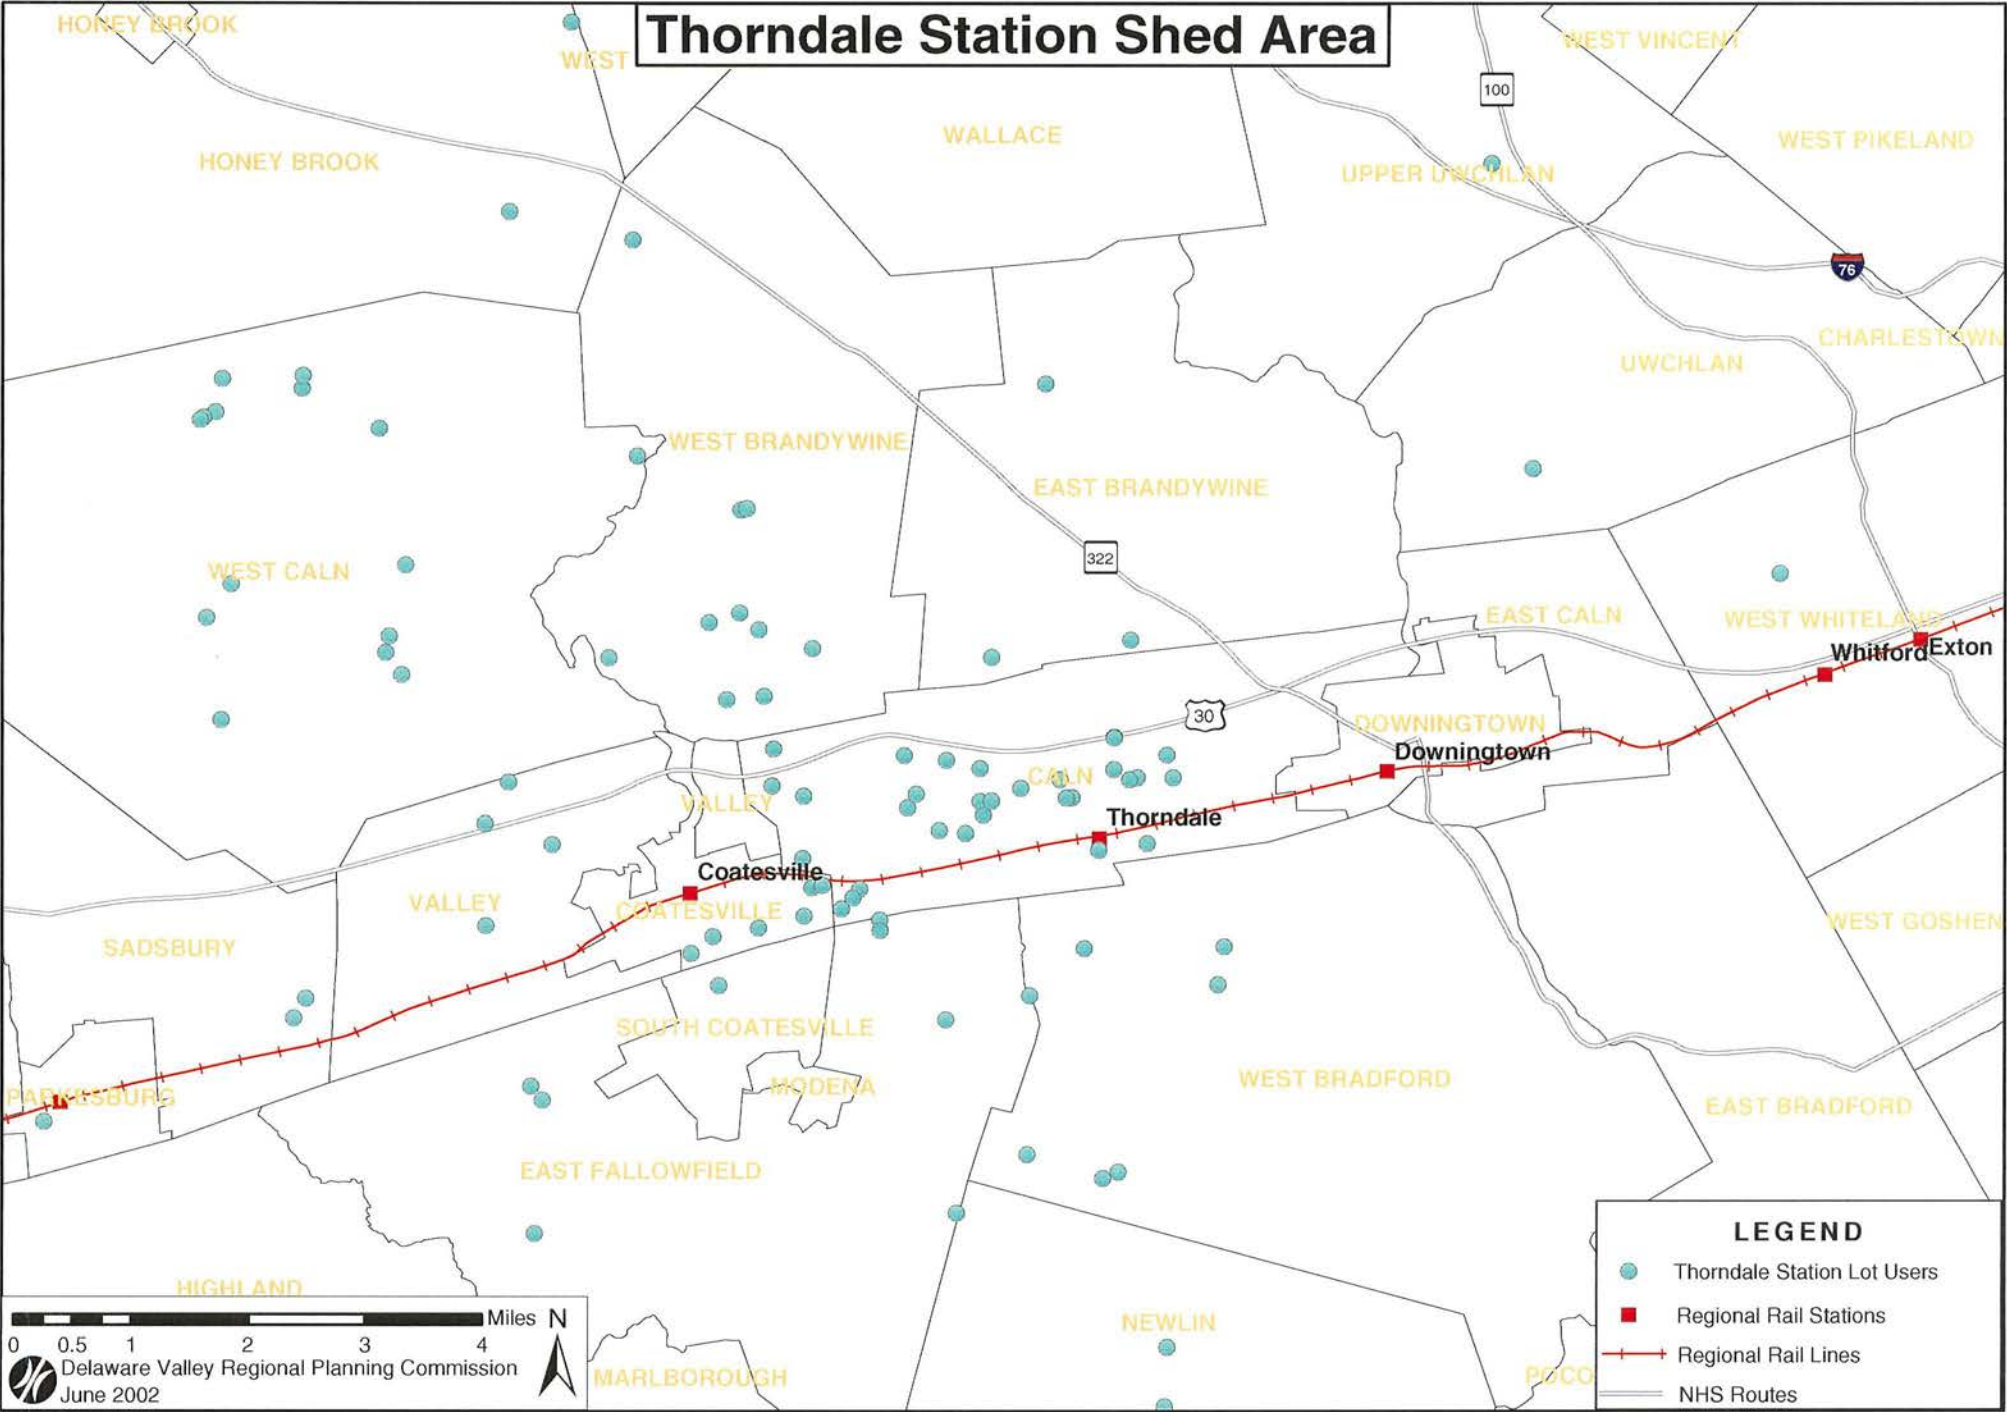 Thorndale Station Shed Area
HONEY BROOK
WEST
WEST VINCENT
100
WALLACE
WEST PIKELAND
HONEY BROOK
UPPER UWCHLAN
76
CHARLESTOWN
UWCHLAN
WEST BRANDYWINE
EAST BRANDYWINE
322
WEST CALN
EAST CALN
WEST WHITELAND
Whitford
Exton
30
DOWNINGTOWN
Downingtown
CALN
VALLEY
Thorndale
Coatesville
VALLEY
COATESVILLE
WEST GOSHEN
SADSBURY
SOUTH COATESVILLE
WEST BRADFORD
MODENA
PARKESBURG
EAST BRADFORD
EAST FALLOWFIELD
HIGHLAND
NEWLIN
MARLBOROUGH
POCO
LEGEND
Thorndale Station Lot Users
Regional Rail Stations
Regional Rail Lines
NHS Routes
Miles N
0 0.5 1 2 3 4
Delaware Valley Regional Planning Commission
June 2002